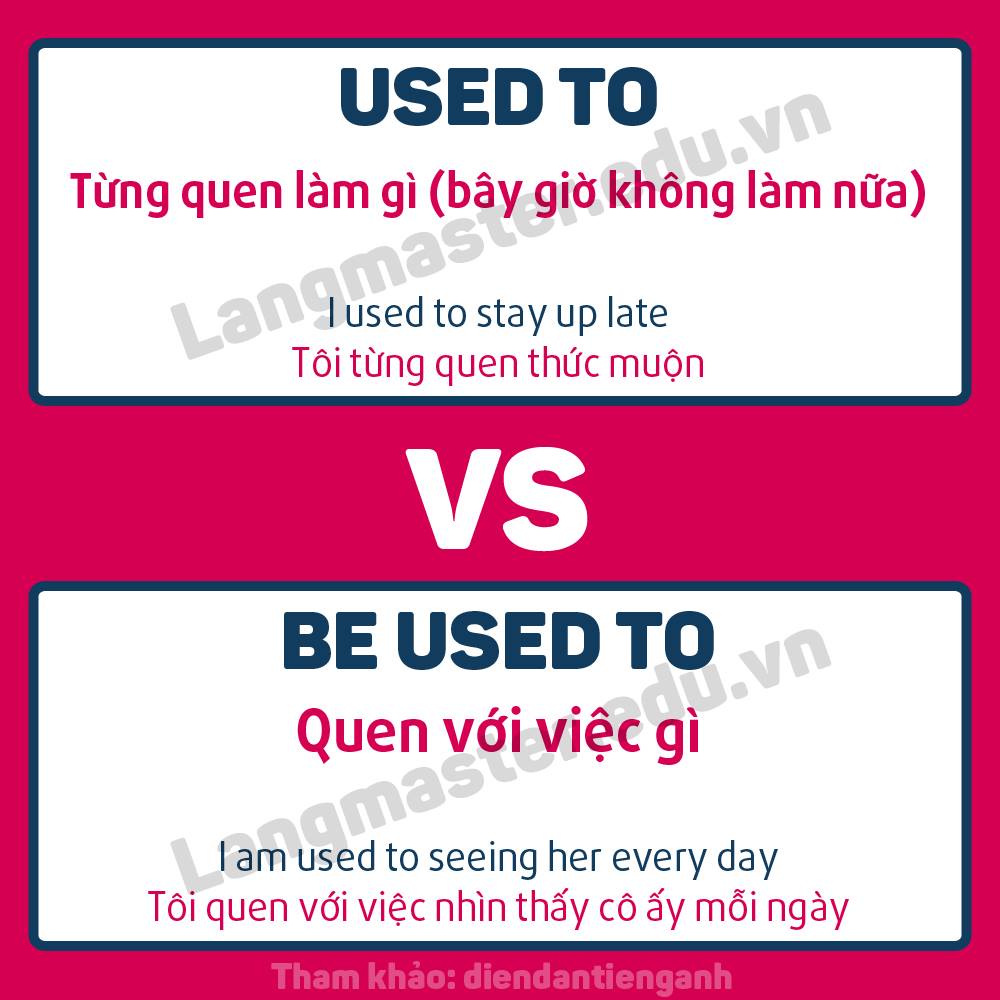 USED TO
Từng quen làm gì (bây giờ không làm nữa)
Langmaster.edu.vn
I used to stay up late
Tôi từng quen thức muộn
VS
BE USED TO
Quen với việc gì
Langmaster.edu.vn
I am used to seeing her every day
Tôi quen với việc nhìn thấy cô ấy mỗi ngày
Tham khảo: diendantienganh